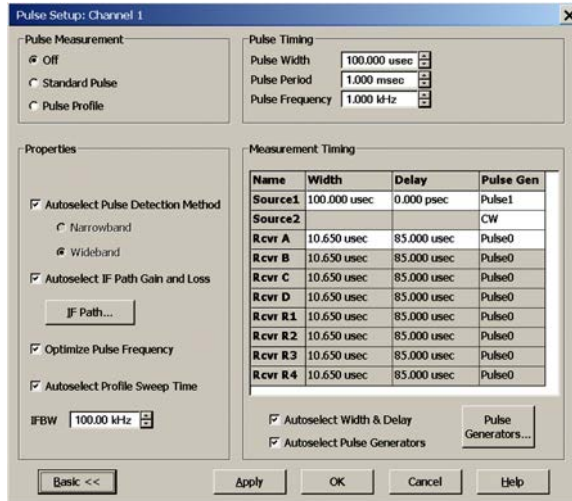 Pulse Setup: Channel 1
Pulse Measurement
Off
Standard Pulse
Pulse Profile
Pulse Timing
Pulse Width 100.000 usec
Pulse Period 1.000 msec
Pulse Frequency 1.000 kHz
Properties
Autoselect Pulse Detection Method
Narrowband
Wideband
Autoselect IF Path Gain and Loss
IF Path...
Optimize Pulse Frequency
Autoselect Profile Sweep Time
IFBW 100.00 kHz
Measurement Timing
Name Width Delay Pulse Gen
Source1 100.000 usec 0.000 psec Pulse1
Source2 CW
Rcvr A 10.650 usec 85.000 usec Pulse0
Rcvr B 10.650 usec 85.000 usec Pulse0
Rcvr C 10.650 usec 85.000 usec Pulse0
Rcvr D 10.650 usec 85.000 usec Pulse0
Rcvr R1 10.650 usec 85.000 usec Pulse0
Rcvr R2 10.650 usec 85.000 usec Pulse0
Rcvr R3 10.650 usec 85.000 usec Pulse0
Rcvr R4 10.650 usec 85.000 usec Pulse0
Autoselect Width & Delay
Autoselect Pulse Generators
Pulse
Generators...
Basic << Apply OK Cancel Help